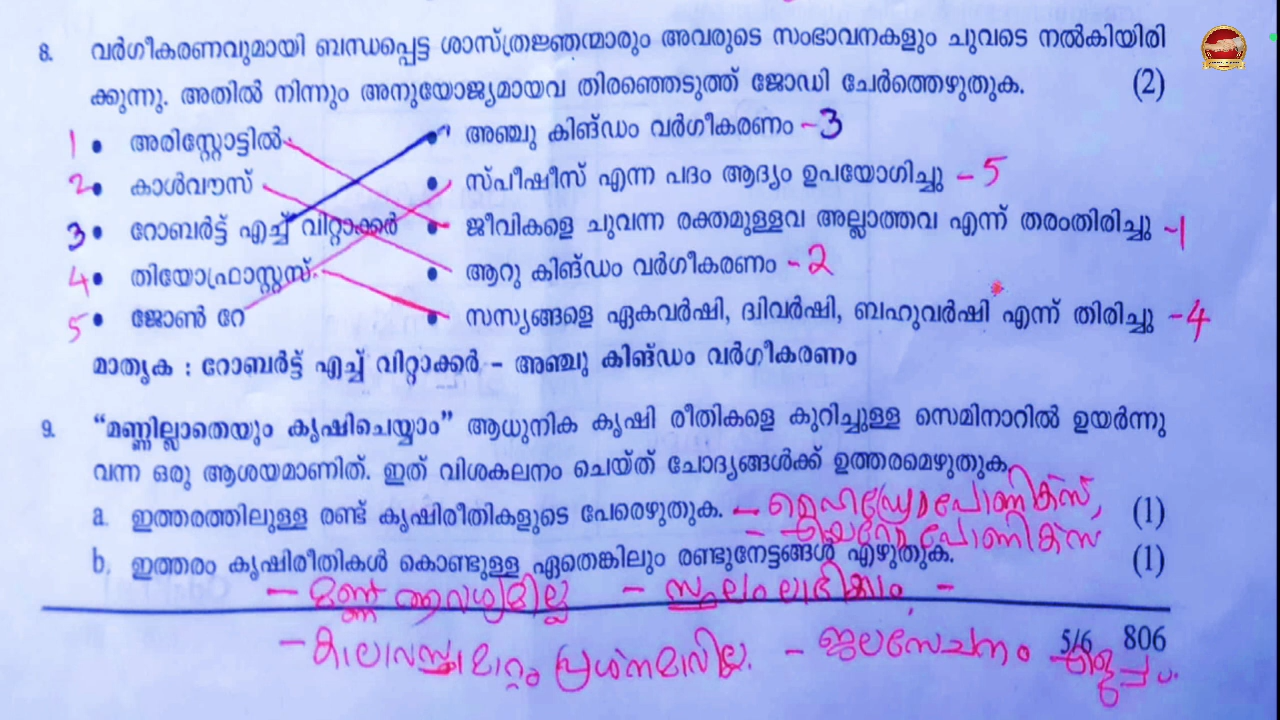 8. വർഗീകരണവുമായി ബന്ധപ്പെട്ട ശാസ്ത്രജ്ഞന്മാരും അവരുടെ സംഭാവനകളും ചുവടെ നൽകിയിരി
ക്കുന്നു. അതിൽ നിന്നും അനുയോജ്യമായവ തിരഞ്ഞെടുത്ത് ജോഡി ചേർത്തെഴുതുക. (2)
1 • അരിസ്റ്റോട്ടിൽ • അഞ്ചു കിങ്ഡം വർഗീകരണം - 3
2 • കാൾവൗസ് • സ്പീഷീസ് എന്ന പദം ആദ്യം ഉപയോഗിച്ചു - 5
3 • റോബർട്ട് എച്ച് വിറ്റാക്കർ • ജീവികളെ ചുവന്ന രക്തമുള്ളവ അല്ലാത്തവ എന്ന് തരംതിരിച്ചു - 1
4 • തിയോഫ്രാസ്റ്റസ് • ആറു കിങ്ഡം വർഗീകരണം - 2
5 • ജോൺ റേ • സസ്യങ്ങളെ ഏകവർഷി, ദ്വിവർഷി, ബഹുവർഷി എന്ന് തിരിച്ചു - 4
മാതൃക : റോബർട്ട് എച്ച് വിറ്റാക്കർ - അഞ്ചു കിങ്ഡം വർഗീകരണം
9. “മണ്ണില്ലാതെയും കൃഷിചെയ്യാം” ആധുനിക കൃഷി രീതികളെ കുറിച്ചുള്ള സെമിനാറിൽ ഉയർന്നു
വന്ന ഒരു ആശയമാണിത്. ഇത് വിശകലനം ചെയ്ത് ചോദ്യങ്ങൾക്ക് ഉത്തരമെഴുതുക.
a. ഇത്തരത്തിലുള്ള രണ്ട് കൃഷിരീതികളുടെ പേരെഴുതുക. - ഹൈഡ്രോപോണിക്സ്, (1)
- എയറോപോണിക്സ്
b. ഇത്തരം കൃഷിരീതികൾ കൊണ്ടുള്ള ഏതെങ്കിലും രണ്ടുനേട്ടങ്ങൾ എഴുതുക. (1)
- മണ്ണ് ആവശ്യമില്ല - സ്ഥലം ലാഭിക്കാം -
5/6 806
- കാലാവസ്ഥാമാറ്റം പ്രശ്നമാവില്ല. - ജലസേചനം എളുപ്പം.